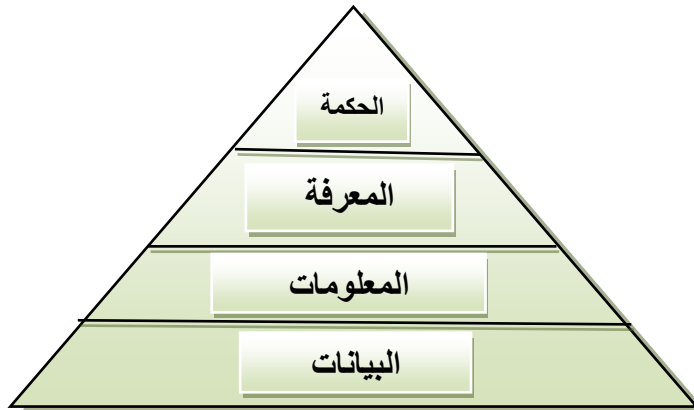 الحكمة
المعرفة
المعلومات
البيانات